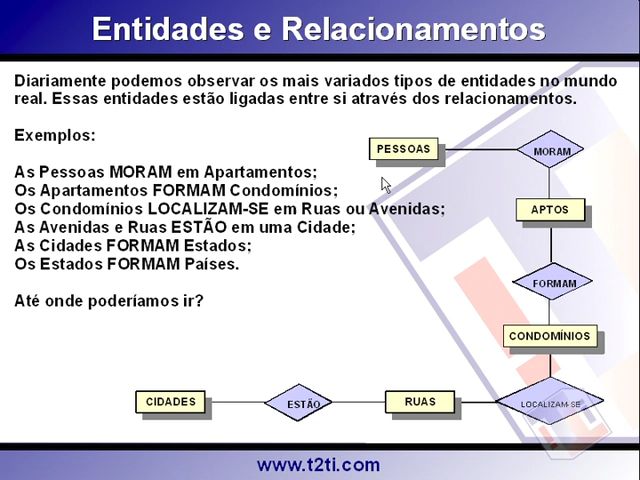 Entidades e Relacionamentos
Diariamente podemos observar os mais variados tipos de entidades no mundo
real. Essas entidades estão ligadas entre si através dos relacionamentos.
Exemplos:
As Pessoas MORAM em Apartamentos;
Os Apartamentos FORMAM Condomínios;
Os Condomínios LOCALIZAM-SE em Ruas ou Avenidas;
As Avenidas e Ruas ESTÃO em uma Cidade;
As Cidades FORMAM Estados;
Os Estados FORMAM Países.
Até onde poderíamos ir?
PESSOAS
MORAM
APTOS
FORMAM
CONDOMÍNIOS
LOCALIZAM-SE
RUAS
ESTÃO
CIDADES
www.t2ti.com